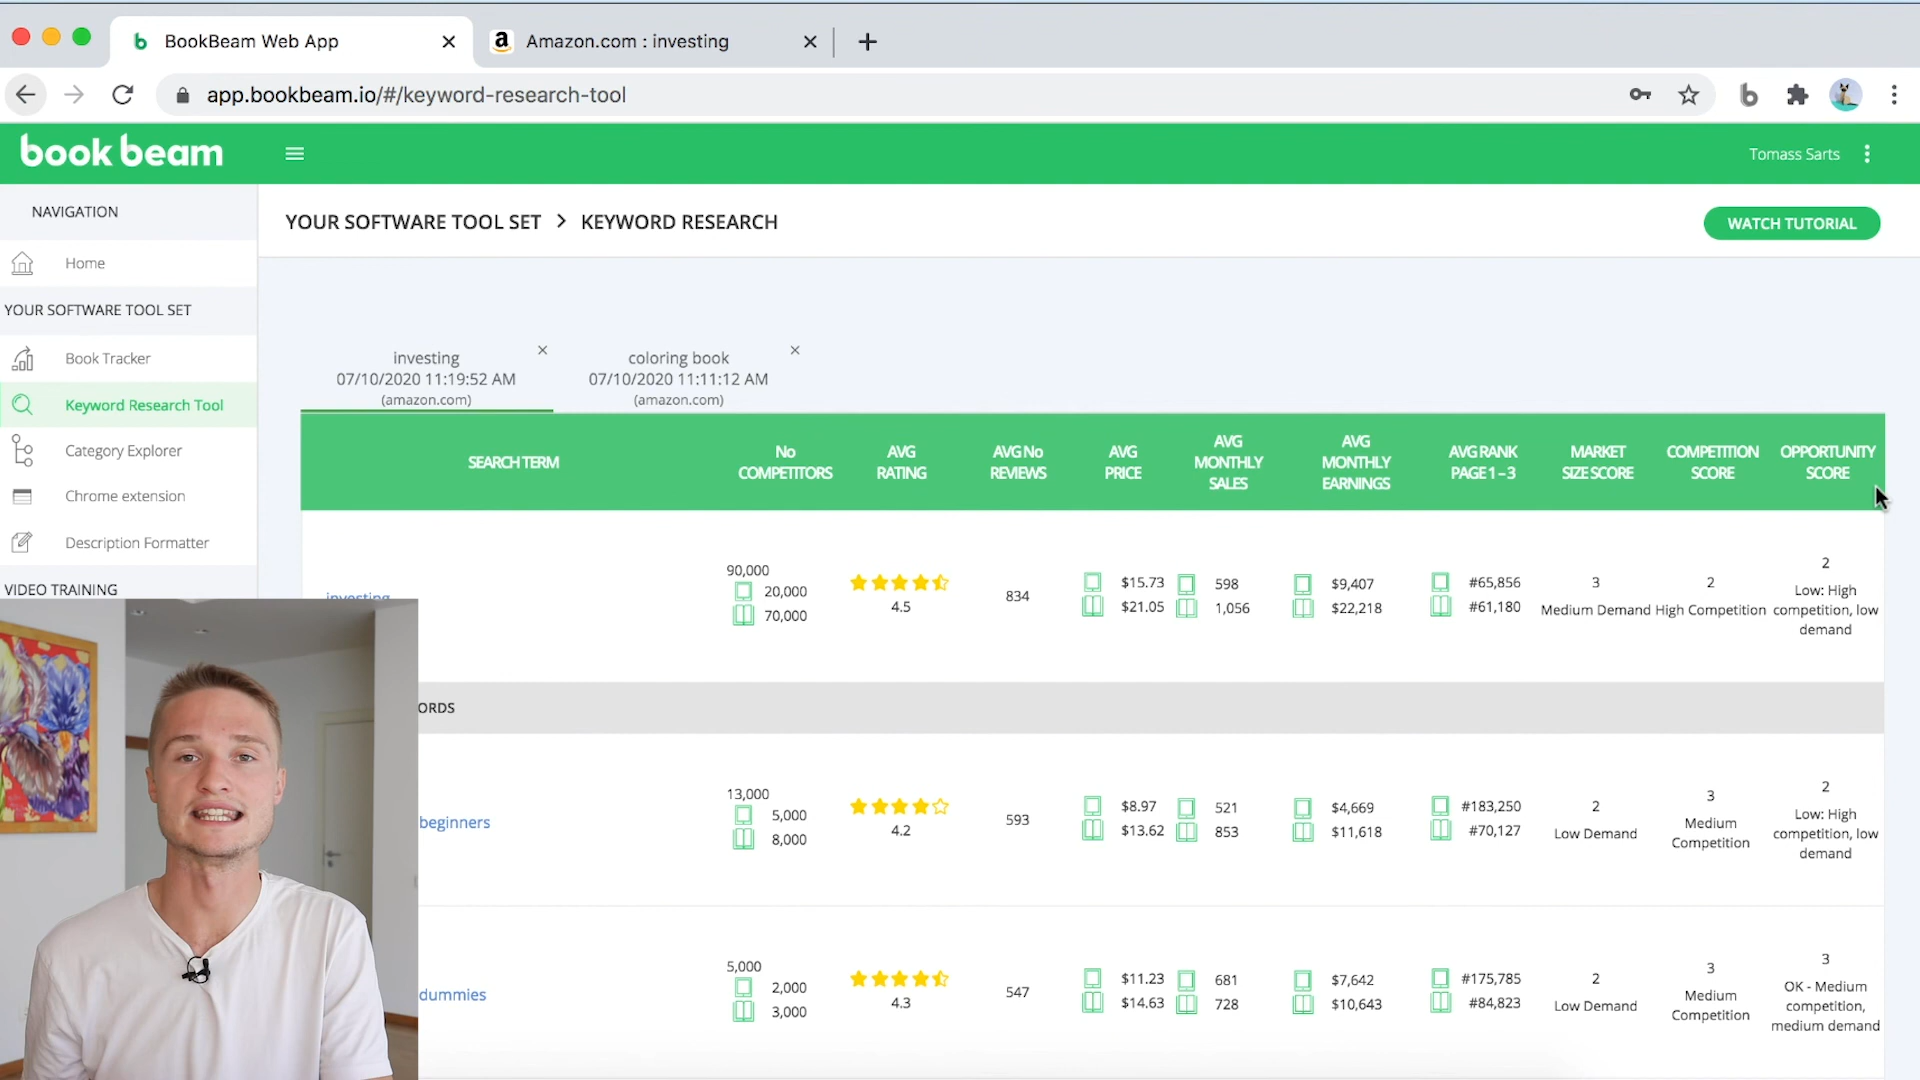 BookBeam Web App
Amazon.com : investing
app.bookbeam.io/#/keyword-research-tool
book beam
Tomass Sarts
NAVIGATION
Home
YOUR SOFTWARE TOOL SET
Book Tracker
Keyword Research Tool
Category Explorer
Chrome extension
Description Formatter
VIDEO TRAINING
YOUR SOFTWARE TOOL SET > KEYWORD RESEARCH
WATCH TUTORIAL
investing
07/10/2020 11:19:52 AM
(amazon.com)
coloring book
07/10/2020 11:11:12 AM
(amazon.com)
SEARCH TERM
No COMPETITORS
AVG RATING
AVG No REVIEWS
AVG PRICE
AVG MONTHLY SALES
AVG MONTHLY EARNINGS
AVG RANK PAGE 1 – 3
MARKET SIZE SCORE
COMPETITION SCORE
OPPORTUNITY SCORE
investing
90,000
20,000
70,000
4.5
834
$15.73
$21.05
598
1,056
$9,407
$22,218
#65,856
#61,180
3
Medium Demand
2
High Competition
2
Low: High
competition, low
demand
ORDS
beginners
13,000
5,000
8,000
4.2
593
$8.97
$13.62
521
853
$4,669
$11,618
#183,250
#70,127
2
Low Demand
3
Medium
Competition
2
Low: High
competition, low
demand
dummies
5,000
2,000
3,000
4.3
547
$11.23
$14.63
681
728
$7,642
$10,643
#175,785
#84,823
2
Low Demand
3
Medium
Competition
3
OK - Medium
competition,
medium demand